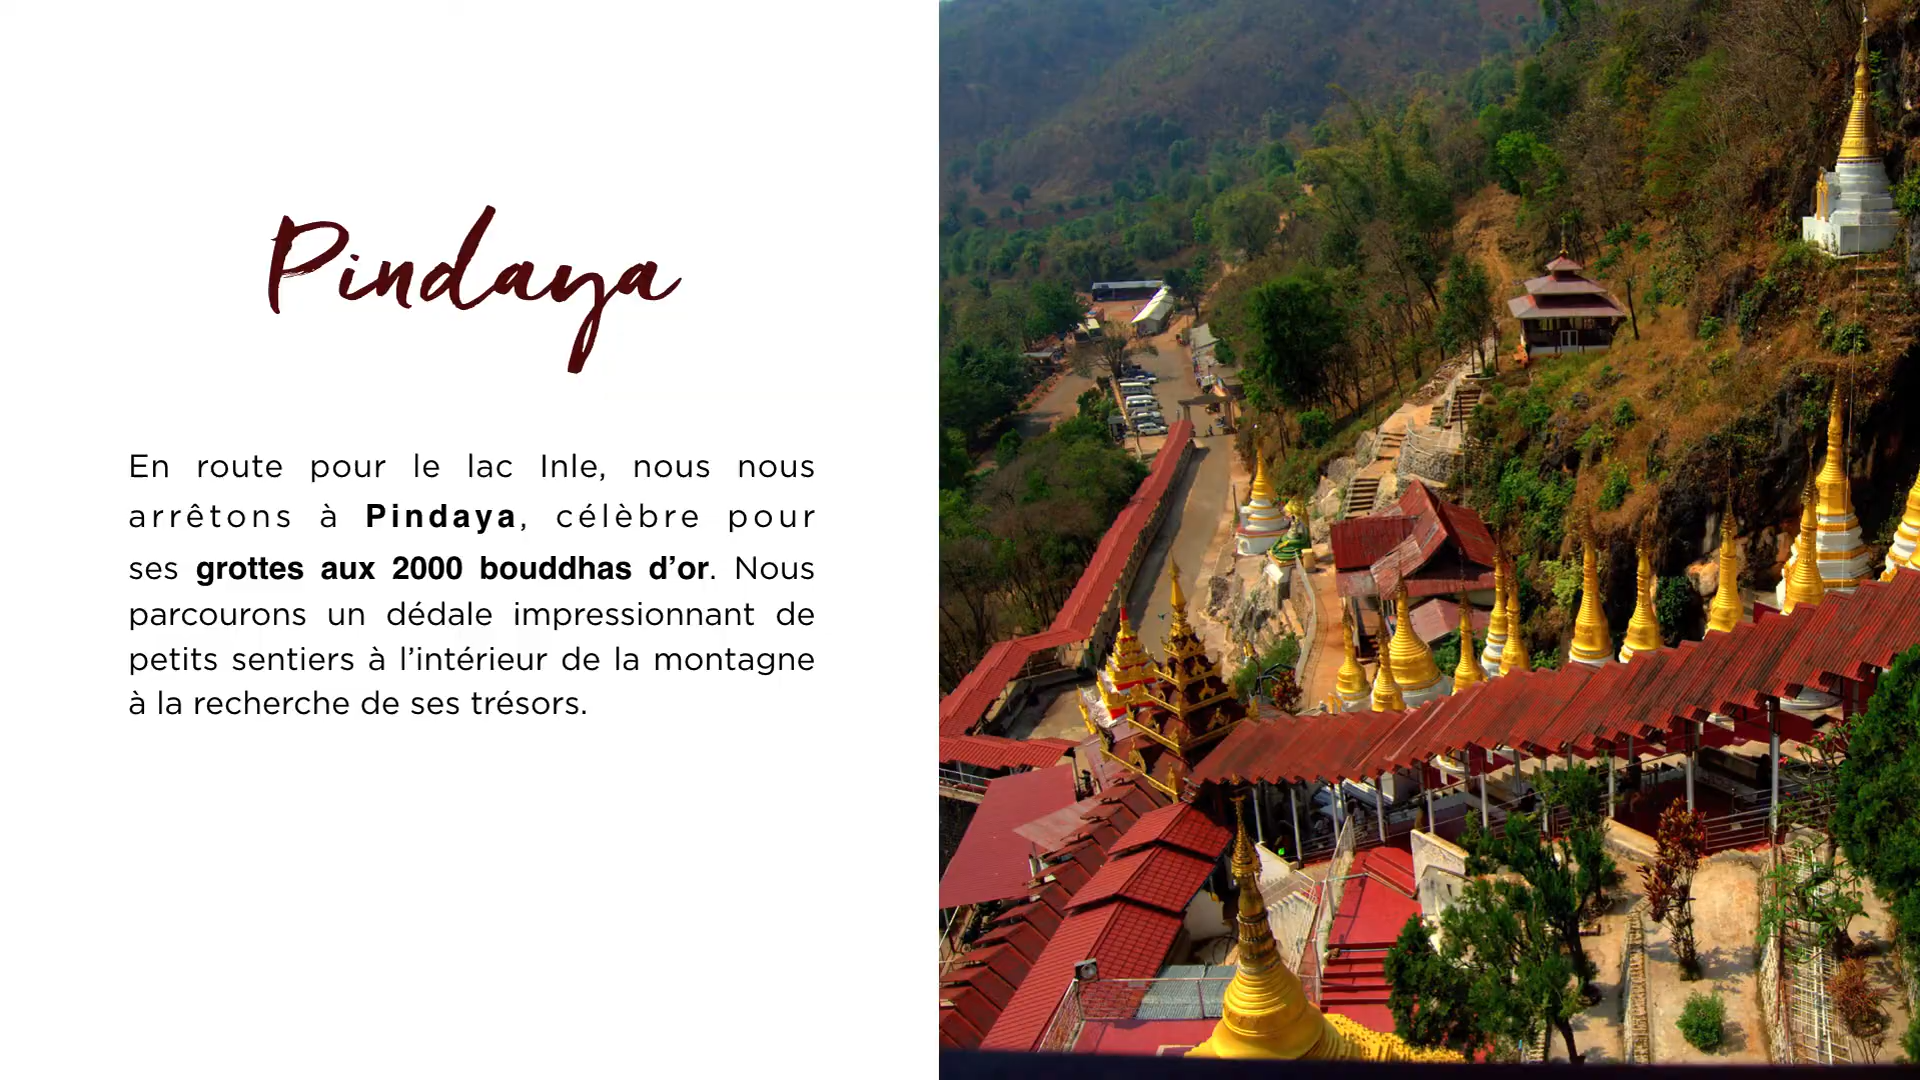 Pindaya
En route pour le lac Inle, nous nous
arrêtons à Pindaya, célèbre pour
ses grottes aux 2000 bouddhas d’or. Nous
parcourons un dédale impressionnant de
petits sentiers à l’intérieur de la montagne
à la recherche de ses trésors.